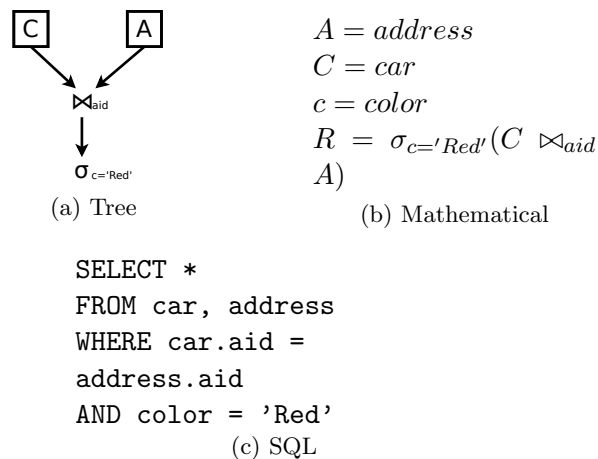 C A
⋈aid
σ c='Red'
(a) Tree
A = address
C = car
c = color
R = σc='Red'(C ⋈aid
A)
(b) Mathematical
SELECT *
FROM car, address
WHERE car.aid =
address.aid
AND color = ’Red’
(c) SQL